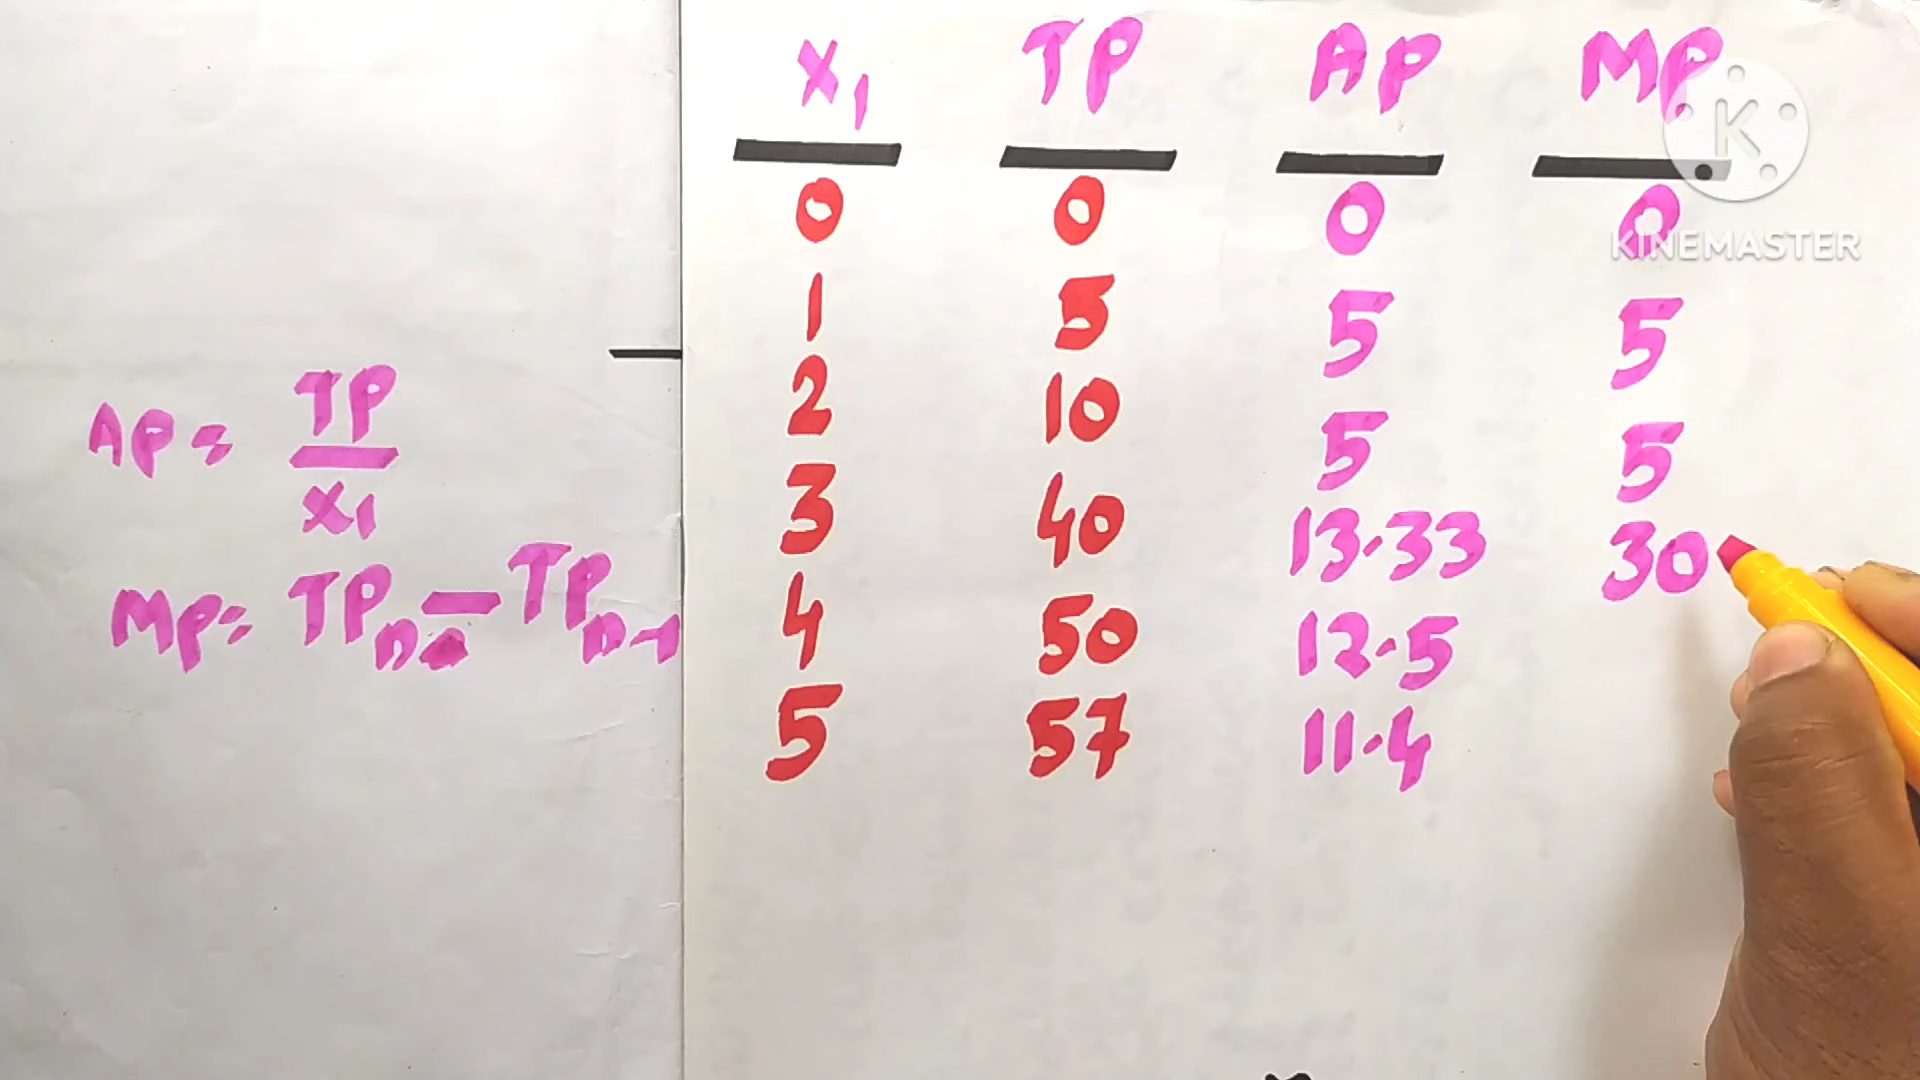 AP = TP
X1
MP = TPn - TPn-1
X1 TP AP MP
0 0 0 0
1 5 5 5
2 10 5 5
3 40 13.33 30
4 50 12.5
5 57 11.4
KINEMASTER